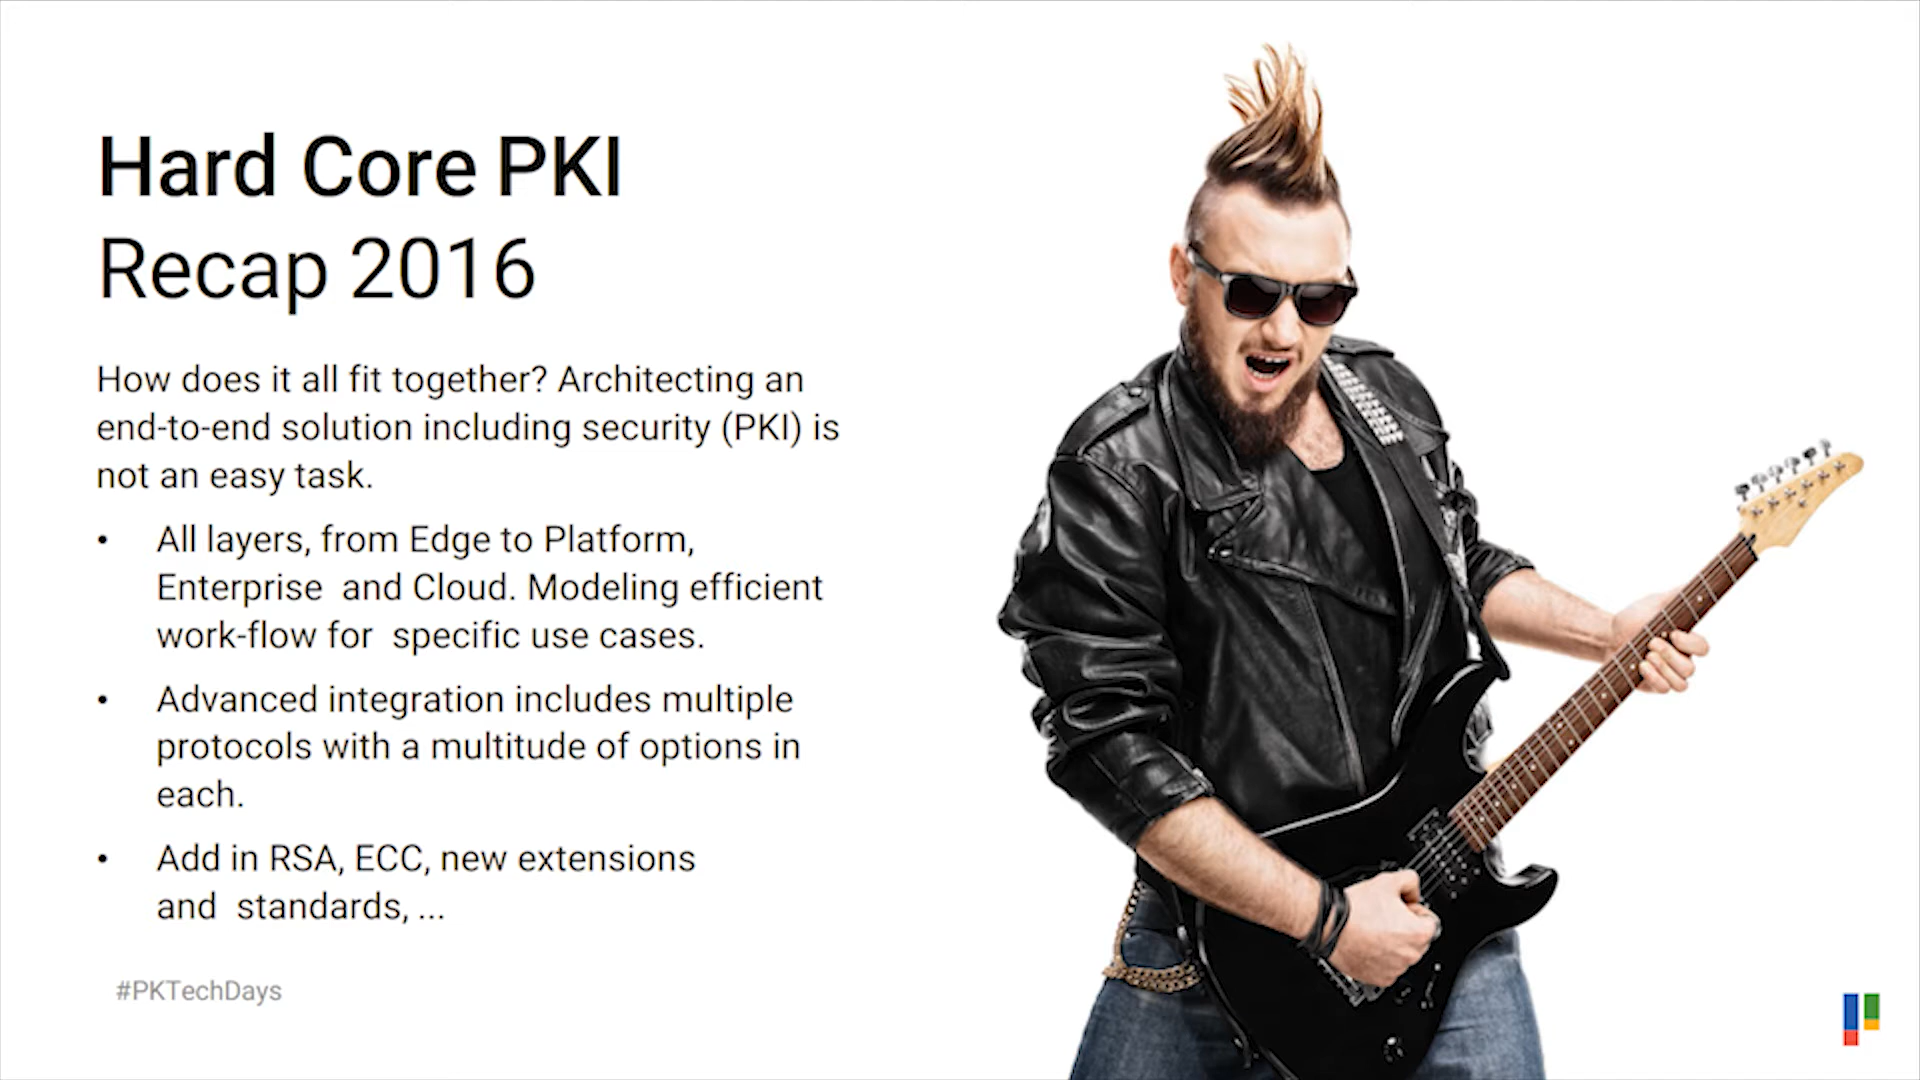 Hard Core PKI
Recap 2016
How does it all fit together? Architecting an
end-to-end solution including security (PKI) is
not an easy task.
• All layers, from Edge to Platform,
Enterprise  and Cloud. Modeling efficient
work-flow for  specific use cases.
• Advanced integration includes multiple
protocols with a multitude of options in
each.
• Add in RSA, ECC, new extensions
and  standards, ...
#PKTechDays